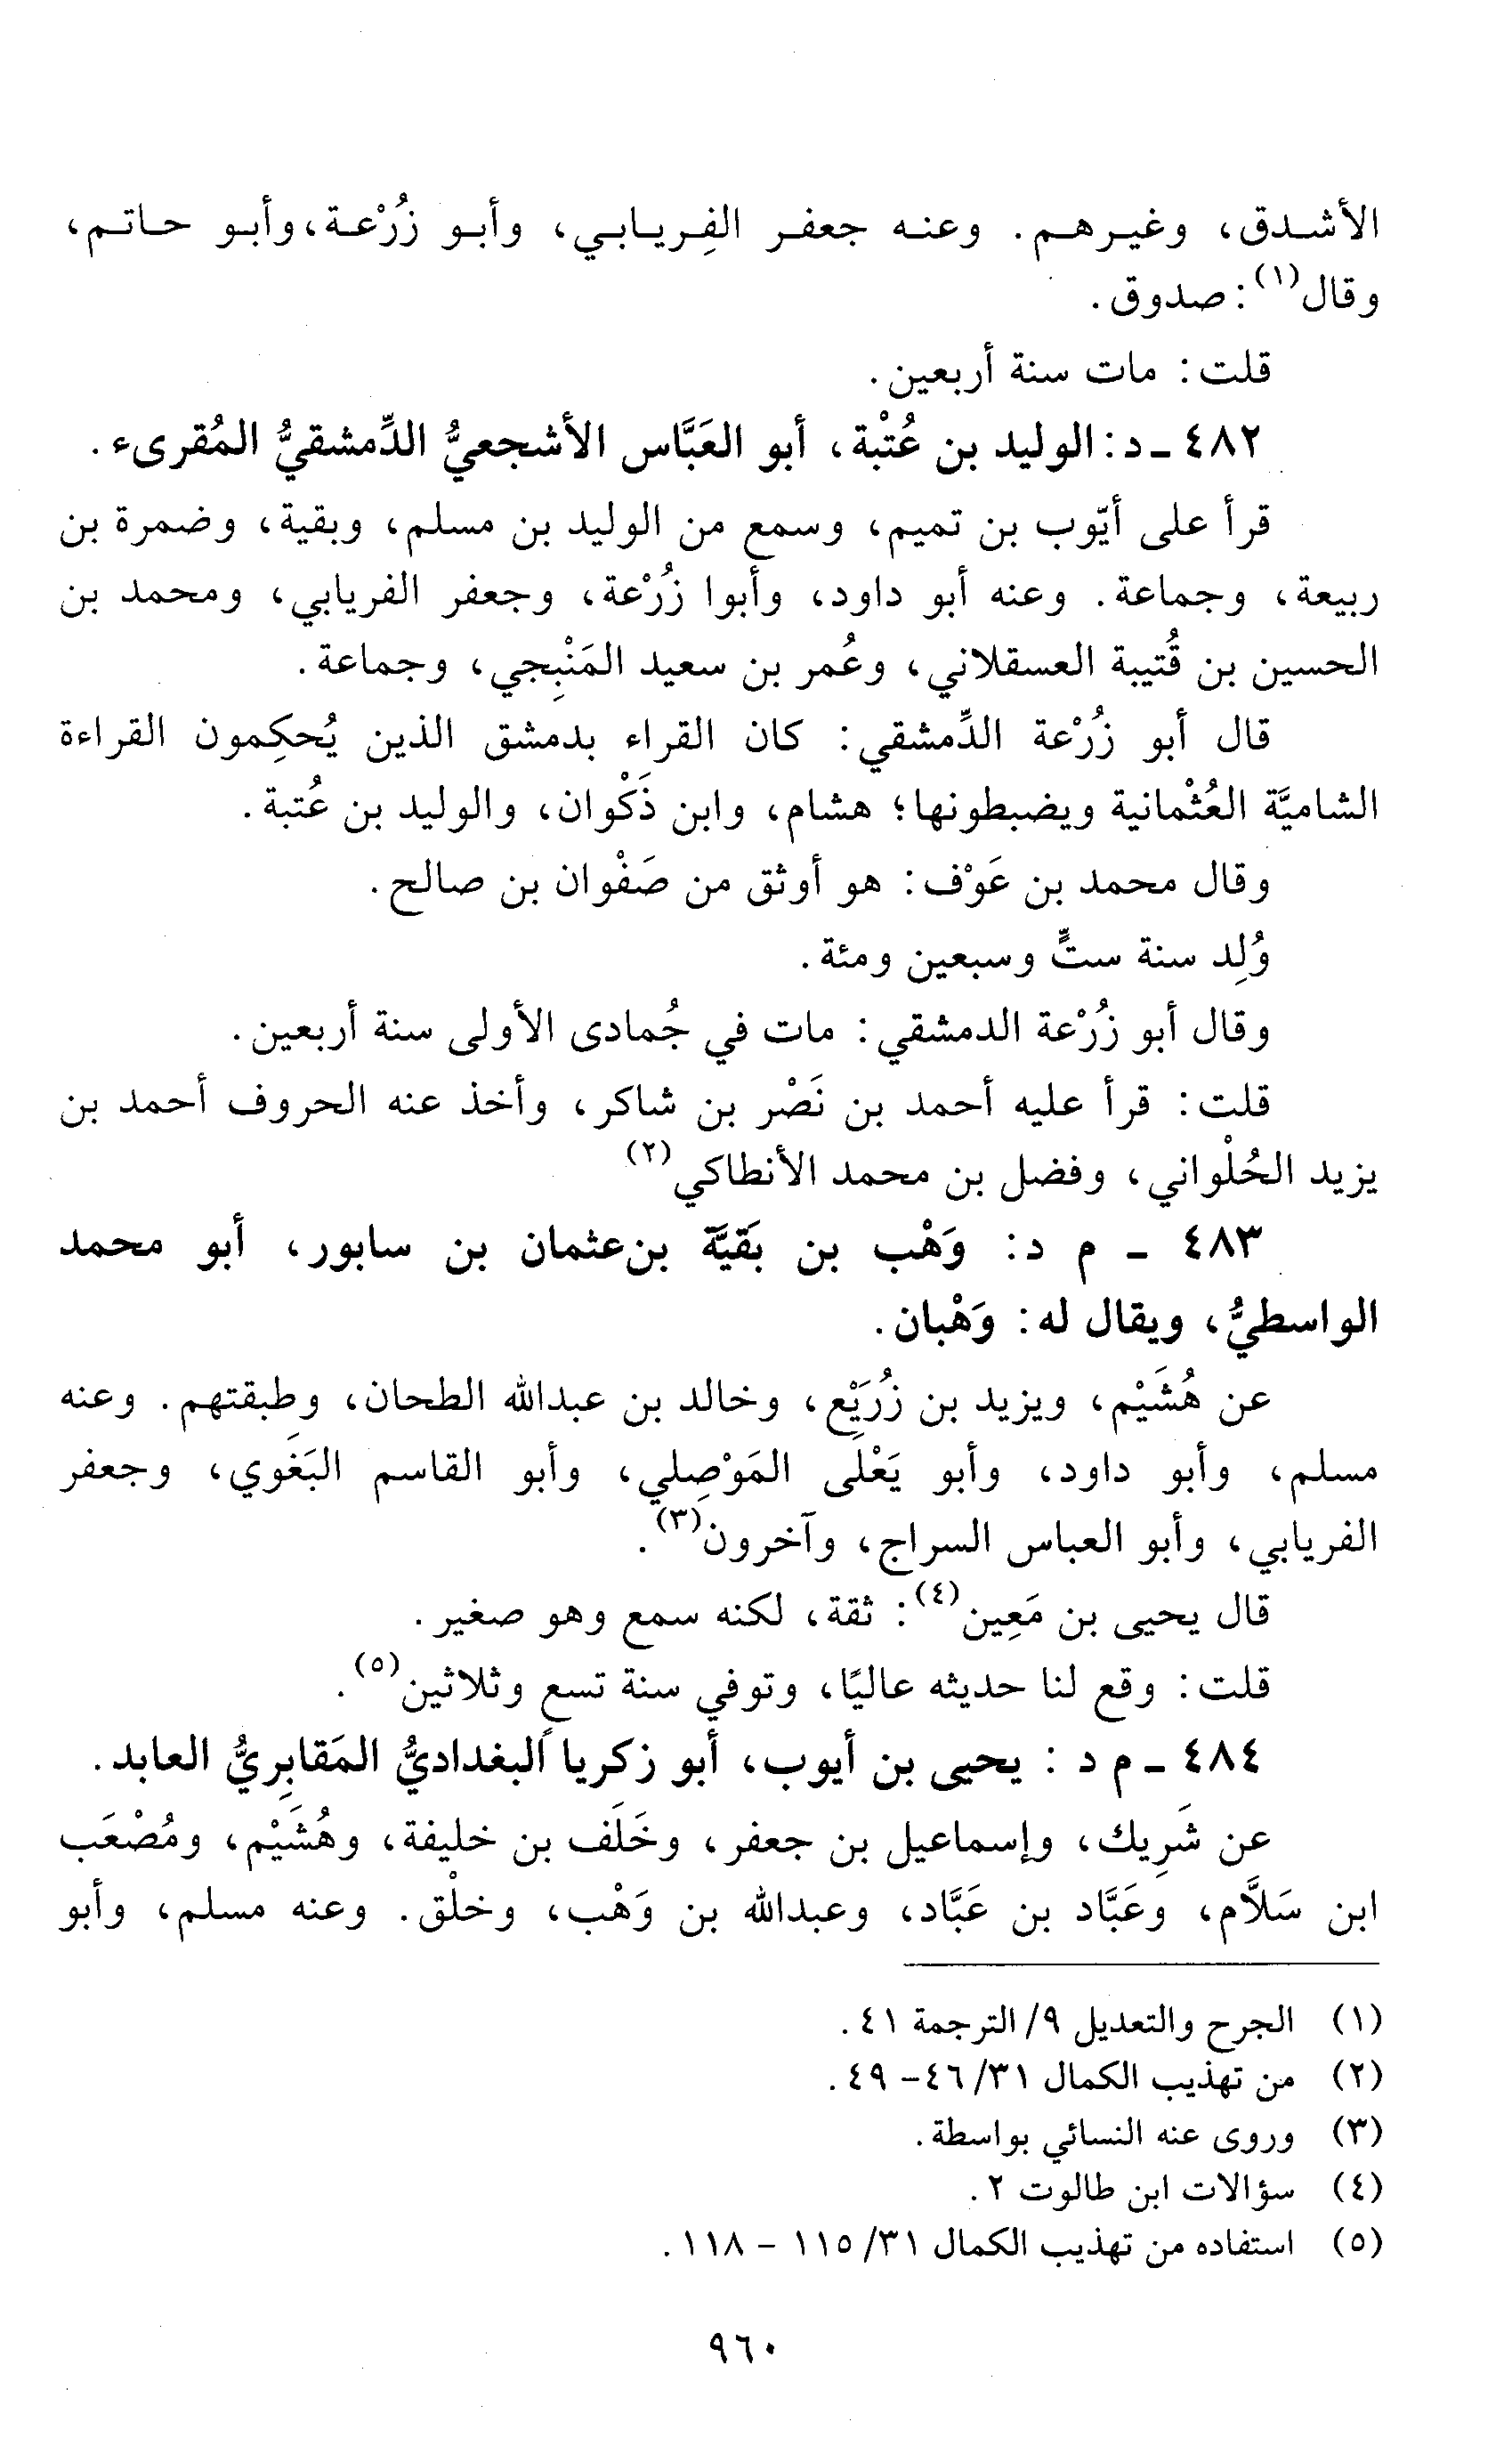 الأشدق، وغيرهم. وعنه جعفر الفِريابي، وأبو زُرْعة، وأبو حاتم،
وقال(١): صدوق.
قلت: مات سنة أربعين.
٤٨٢ - د: الوليد بن عُتْبة، أبو العَبَّاس الأشجعيُّ الدِّمشقيُّ المُقرىء.
قرأ على أيّوب بن تميم، وسمع من الوليد بن مسلم، وبقية، وضمرة بن
ربيعة، وجماعة. وعنه أبو داود، وأبوا زُرْعة، وجعفر الفريابي، ومحمد بن
الحسين بن قُتيبة العسقلاني، وعُمر بن سعيد المَنْبِجي، وجماعة.
قال أبو زُرْعة الدِّمشقي: كان القراء بدمشق الذين يُحكِمون القراءة
الشاميَّة العُثْمانية ويضبطونها؛ هشام، وابن ذَكْوان، والوليد بن عُتبة.
وقال محمد بن عَوْف: هو أوثق من صَفْوان بن صالح.
وُلِد سنة ستٍّ وسبعين ومئة.
وقال أبو زُرْعة الدمشقي: مات في جُمادى الأولى سنة أربعين.
قلت: قرأ عليه أحمد بن نَصْر بن شاكر، وأخذ عنه الحروف أحمد بن
يزيد الحُلْواني، وفضل بن محمد الأنطاكي(٢)
٤٨٣ - م د: وَهْب بن بَقيَّة بن عثمان بن سابور، أبو محمد
الواسطيُّ، ويقال له: وَهْبان.
عن هُشَيْم، ويزيد بن زُرَيْع، وخالد بن عبدالله الطحان، وطِبقتهم. وعنه
مسلم، وأبو داود، وأبو يَعْلَى المَوْصِلي، وأبو القاسم البَغَوي، وجعفر
الفريابي، وأبو العباس السراج، وآخرون(٣).
قال يحيى بن مَعِين(٤): ثقة، لكنه سمع وهو صغير.
قلت: وقع لنا حديثه عاليًا، وتوفي سنة تسعٍ وثلاثين(٥).
٤٨٤ - م د : يحيى بن أيوب، أبو زكريا البغداديُّ المَقابِريُّ العابد.
عن شَرِيك، وإسماعيل بن جعفر، وخَلَف بن خليفة، وهُشَيْم، ومُصْعَب
ابن سَلَّام، وعَبَّاد بن عَبَّاد، وعبدالله بن وَهْب، وخلْق. وعنه مسلم، وأبو
(١) الجرح والتعديل ٩/ الترجمة ٤١.
(٢) من تهذيب الكمال ٣١/ ٤٦- ٤٩.
(٣) وروى عنه النسائي بواسطة.
(٤) سؤالات ابن طالوت ٢.
(٥) استفاده من تهذيب الكمال ٣١/ ١١٥ - ١١٨.
٩٦٠